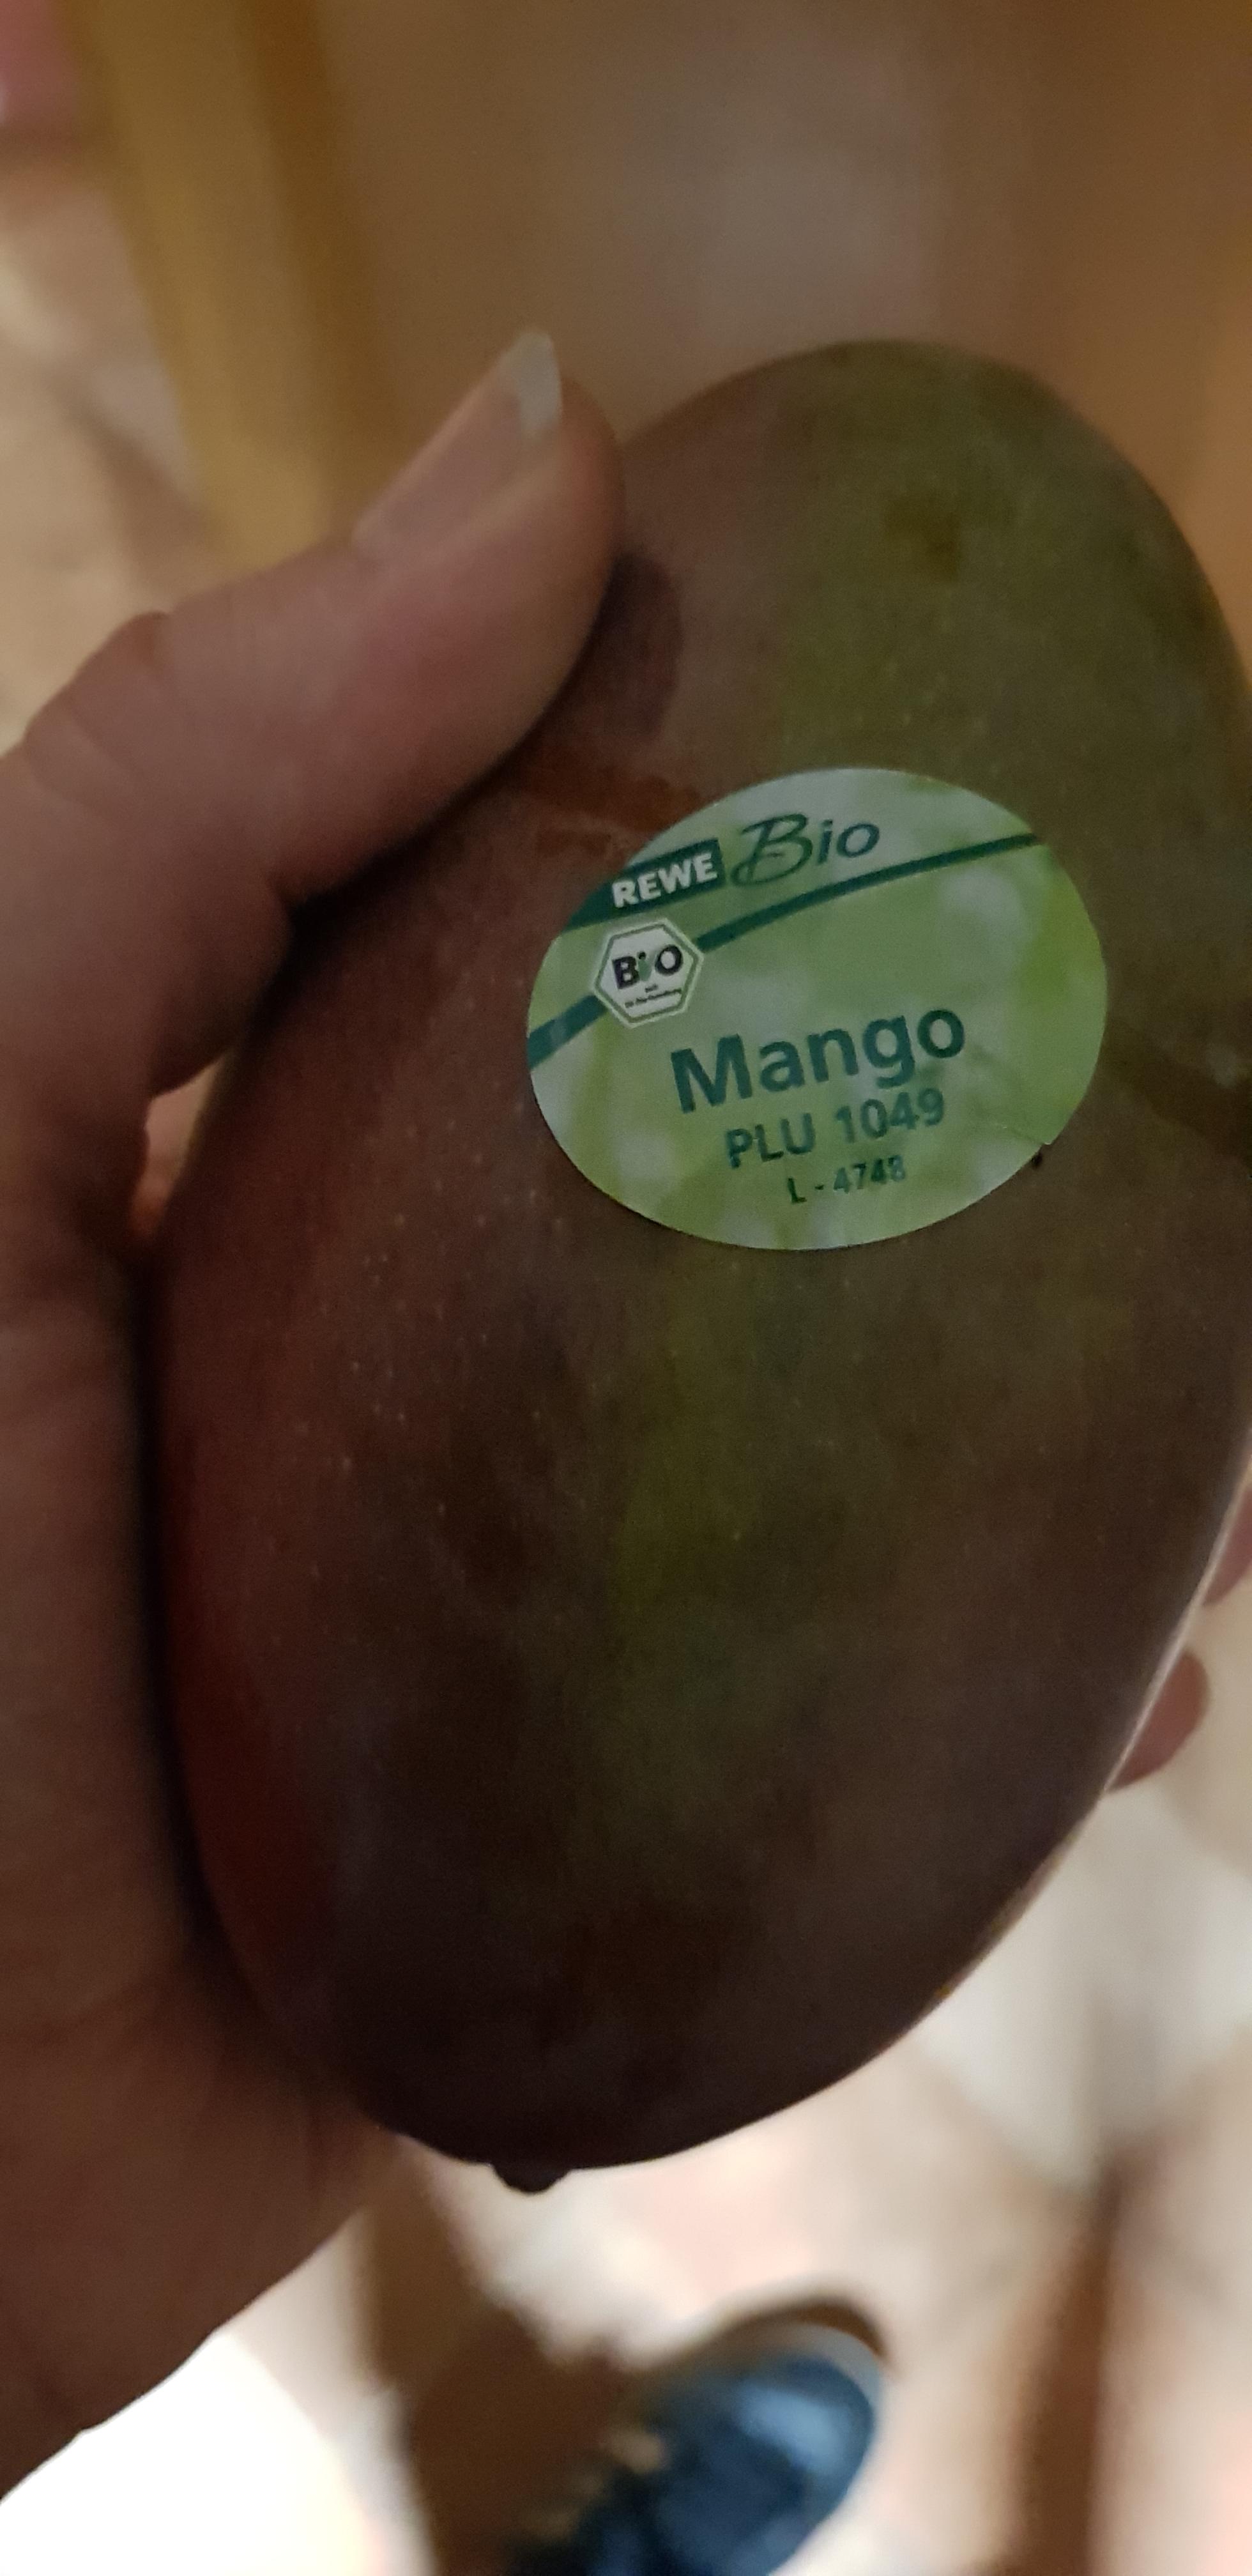 REWE Bio
Bio
Mango
PLU 1049
L - 4748